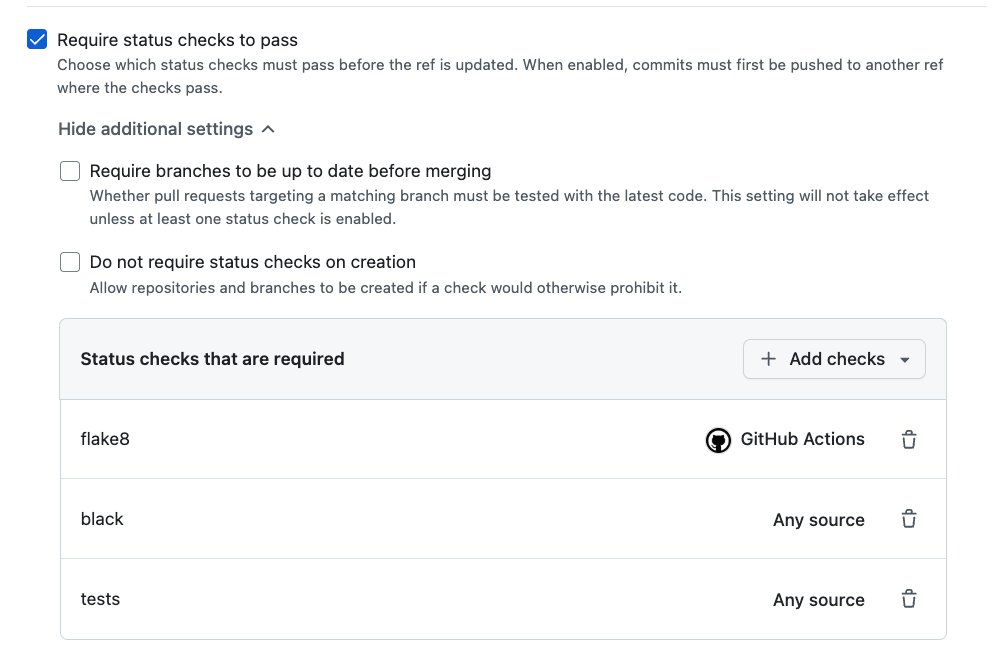 Require status checks to pass
Choose which status checks must pass before the ref is updated. When enabled, commits must first be pushed to another ref
where the checks pass.
Hide additional settings
Require branches to be up to date before merging
Whether pull requests targeting a matching branch must be tested with the latest code. This setting will not take effect
unless at least one status check is enabled.
Do not require status checks on creation
Allow repositories and branches to be created if a check would otherwise prohibit it.
Status checks that are required
Add checks
flake8
GitHub Actions
black
Any source
tests
Any source